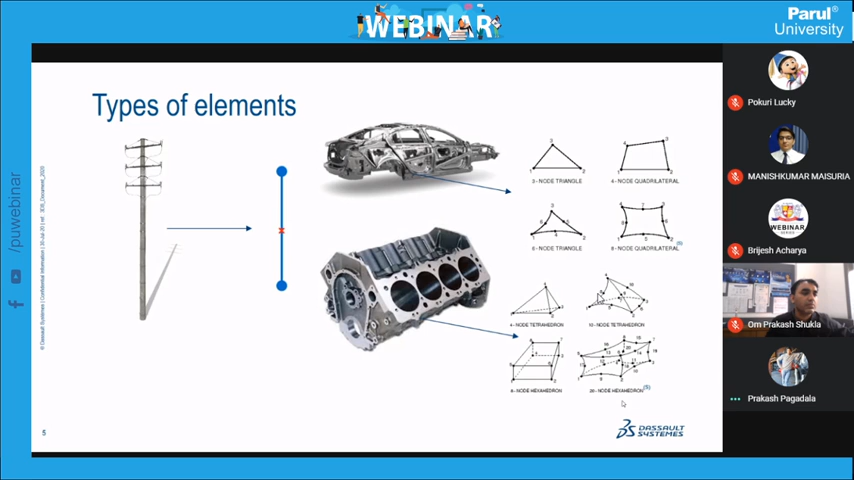 WEBINAR
Parul®
University
Types of elements
3 - NODE TRIANGLE
4 - NODE QUADRILATERAL
6 - NODE TRIANGLE
8 - NODE QUADRILATERAL
4 - NODE TETRAHEDRON
10 - NODE TETRAHEDRON
8 - NODE HEXAHEDRON
20 - NODE HEXAHEDRON
5
DASSAULT
SYSTEMES
/puwebinar
Pokuri Lucky
MANISHKUMAR MAISURIA
WEBINAR
Brijesh Acharya
Om Prakash Shukla
Prakash Pagadala